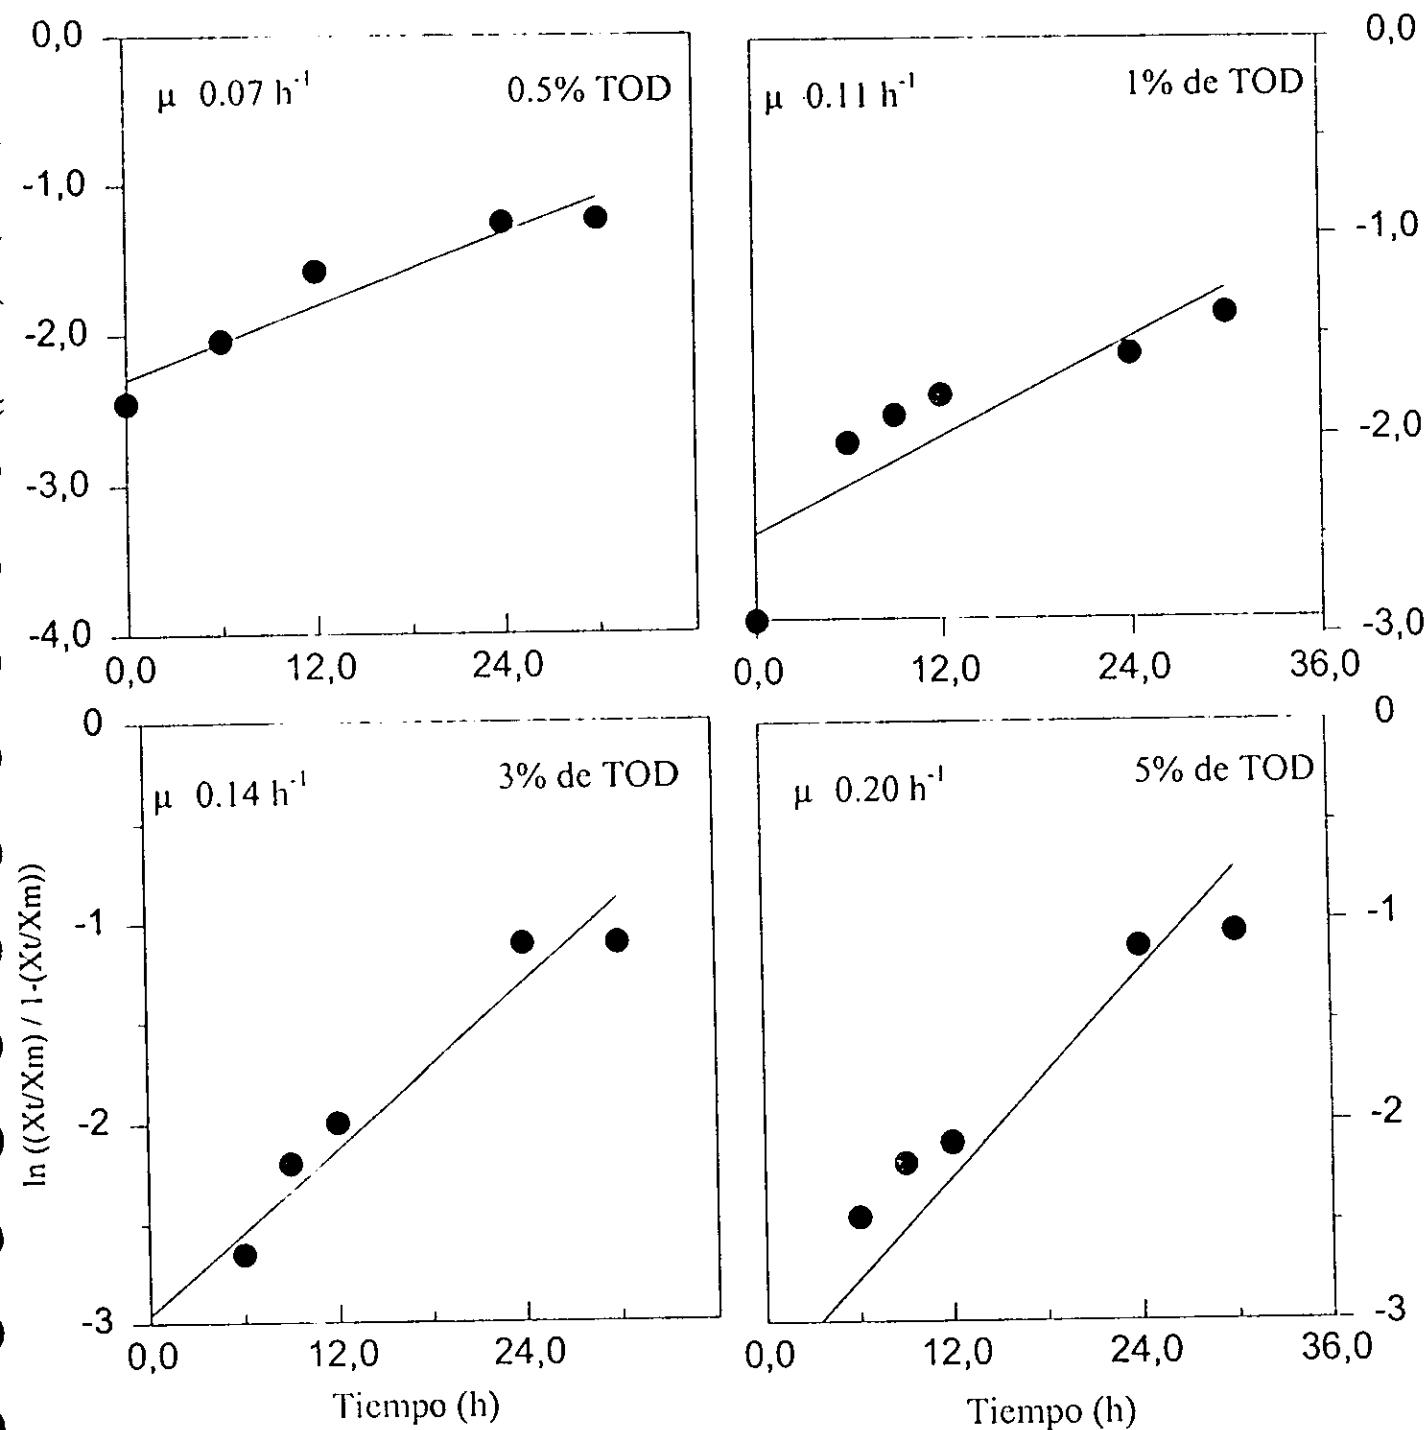 0,0
-1,0
-2,0
-3,0
-4,0
μ 0.07 h⁻¹
0.5% TOD
0,0
12,0
24,0
μ 0.11 h⁻¹
1% de TOD
0,0
-1,0
-2,0
-3,0
0,0
12,0
24,0
36,0
ln ((Xt/Xm) / 1-(Xt/Xm))
0
-1
-2
-3
μ 0.14 h⁻¹
3% de TOD
0,0
12,0
24,0
Tiempo (h)
μ 0.20 h⁻¹
5% de TOD
0
-1
-2
-3
0,0
12,0
24,0
36,0
Tiempo (h)